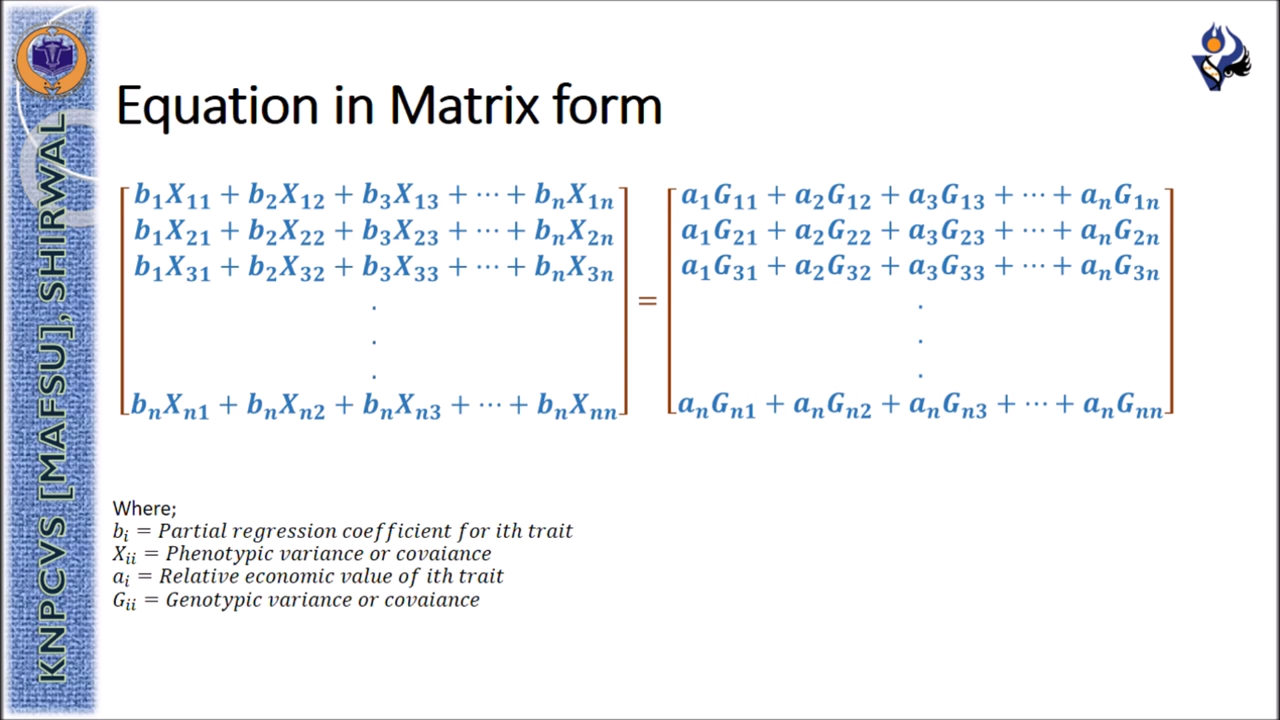 KNPCVS [MAFSU], SHIRWAL
Equation in Matrix form
b₁X₁₁ + b₂X₁₂ + b₃X₁₃ + ⋯ + bₙX₁ₙ
b₁X₂₁ + b₂X₂₂ + b₃X₂₃ + ⋯ + bₙX₂ₙ
b₁X₃₁ + b₂X₃₂ + b₃X₃₃ + ⋯ + bₙX₃ₙ
.
.
.
bₙXₙ₁ + bₙXₙ₂ + bₙXₙ₃ + ⋯ + bₙXₙₙ
=
a₁G₁₁ + a₂G₁₂ + a₃G₁₃ + ⋯ + aₙG₁ₙ
a₁G₂₁ + a₂G₂₂ + a₃G₂₃ + ⋯ + aₙG₂ₙ
a₁G₃₁ + a₂G₃₂ + a₃G₃₃ + ⋯ + aₙG₃ₙ
.
.
.
aₙGₙ₁ + aₙGₙ₂ + aₙGₙ₃ + ⋯ + aₙGₙₙ
Where;
bᵢ = Partial regression coefficient for ith trait
Xᵢᵢ = Phenotypic variance or covaiance
aᵢ = Relative economic value of ith trait
Gᵢᵢ = Genotypic variance or covaiance